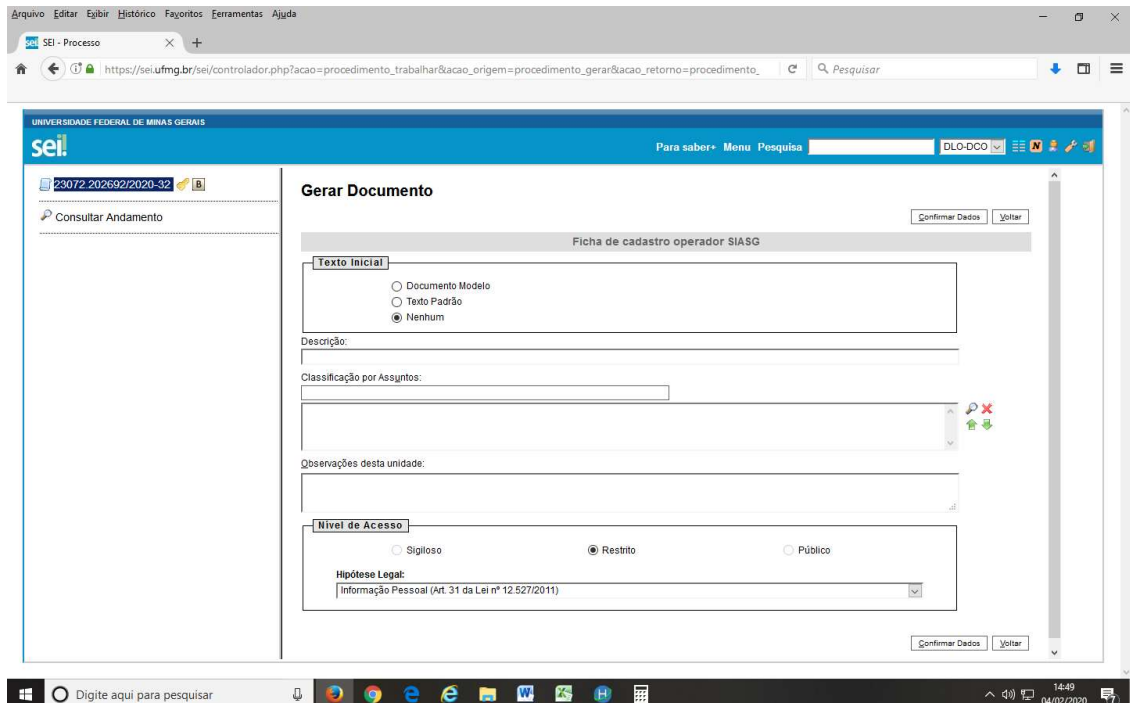 Arquivo Editar Exibir Histórico Favoritos Ferramentas Ajuda
sei! SEI - Processo
https://sei.ufmg.br/sei/controlador.php?acao=procedimento_trabalhar&acao_origem=procedimento_gerar&acao_retorno=procedimento_
Pesquisar
UNIVERSIDADE FEDERAL DE MINAS GERAIS
sei!
Para saber+ Menu Pesquisa
DLO-DCO
N
23072.202692/2020-32 B
Consultar Andamento
Gerar Documento
Confirmar Dados Voltar
Ficha de cadastro operador SIASG
Texto Inicial
Documento Modelo
Texto Padrão
Nenhum
Descrição:
Classificação por Assuntos:
Observações desta unidade:
Nível de Acesso
Sigiloso Restrito Público
Hipótese Legal:
Informação Pessoal (Art. 31 da Lei nº 12.527/2011)
Confirmar Dados Voltar
Digite aqui para pesquisar
14:49
04/02/2020